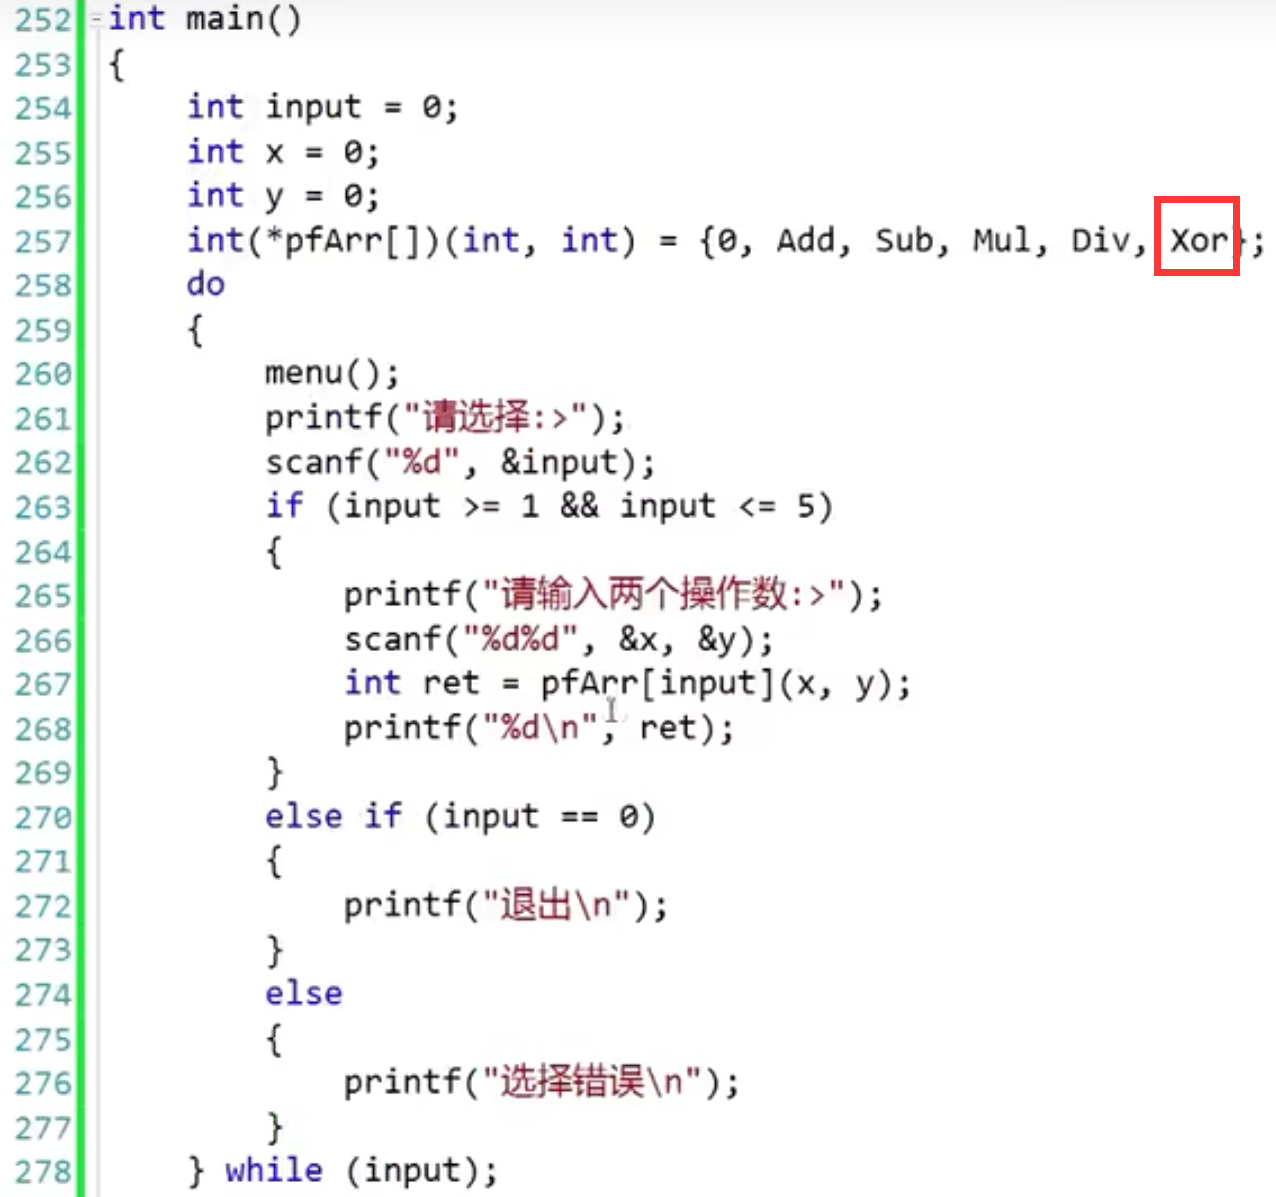 252 int main()
253 {
254 int input = 0;
255 int x = 0;
256 int y = 0;
257 int(*pfArr[])(int, int) = {0, Add, Sub, Mul, Div, Xor};
258 do
259 {
260 menu();
261 printf("请选择:>");
262 scanf("%d", &input);
263 if (input >= 1 && input <= 5)
264 {
265 printf("请输入两个操作数:>");
266 scanf("%d%d", &x, &y);
267 int ret = pfArr[input](x, y);
268 printf("%d\n", ret);
269 }
270 else if (input == 0)
271 {
272 printf("退出\n");
273 }
274 else
275 {
276 printf("选择错误\n");
277 }
278 } while (input);